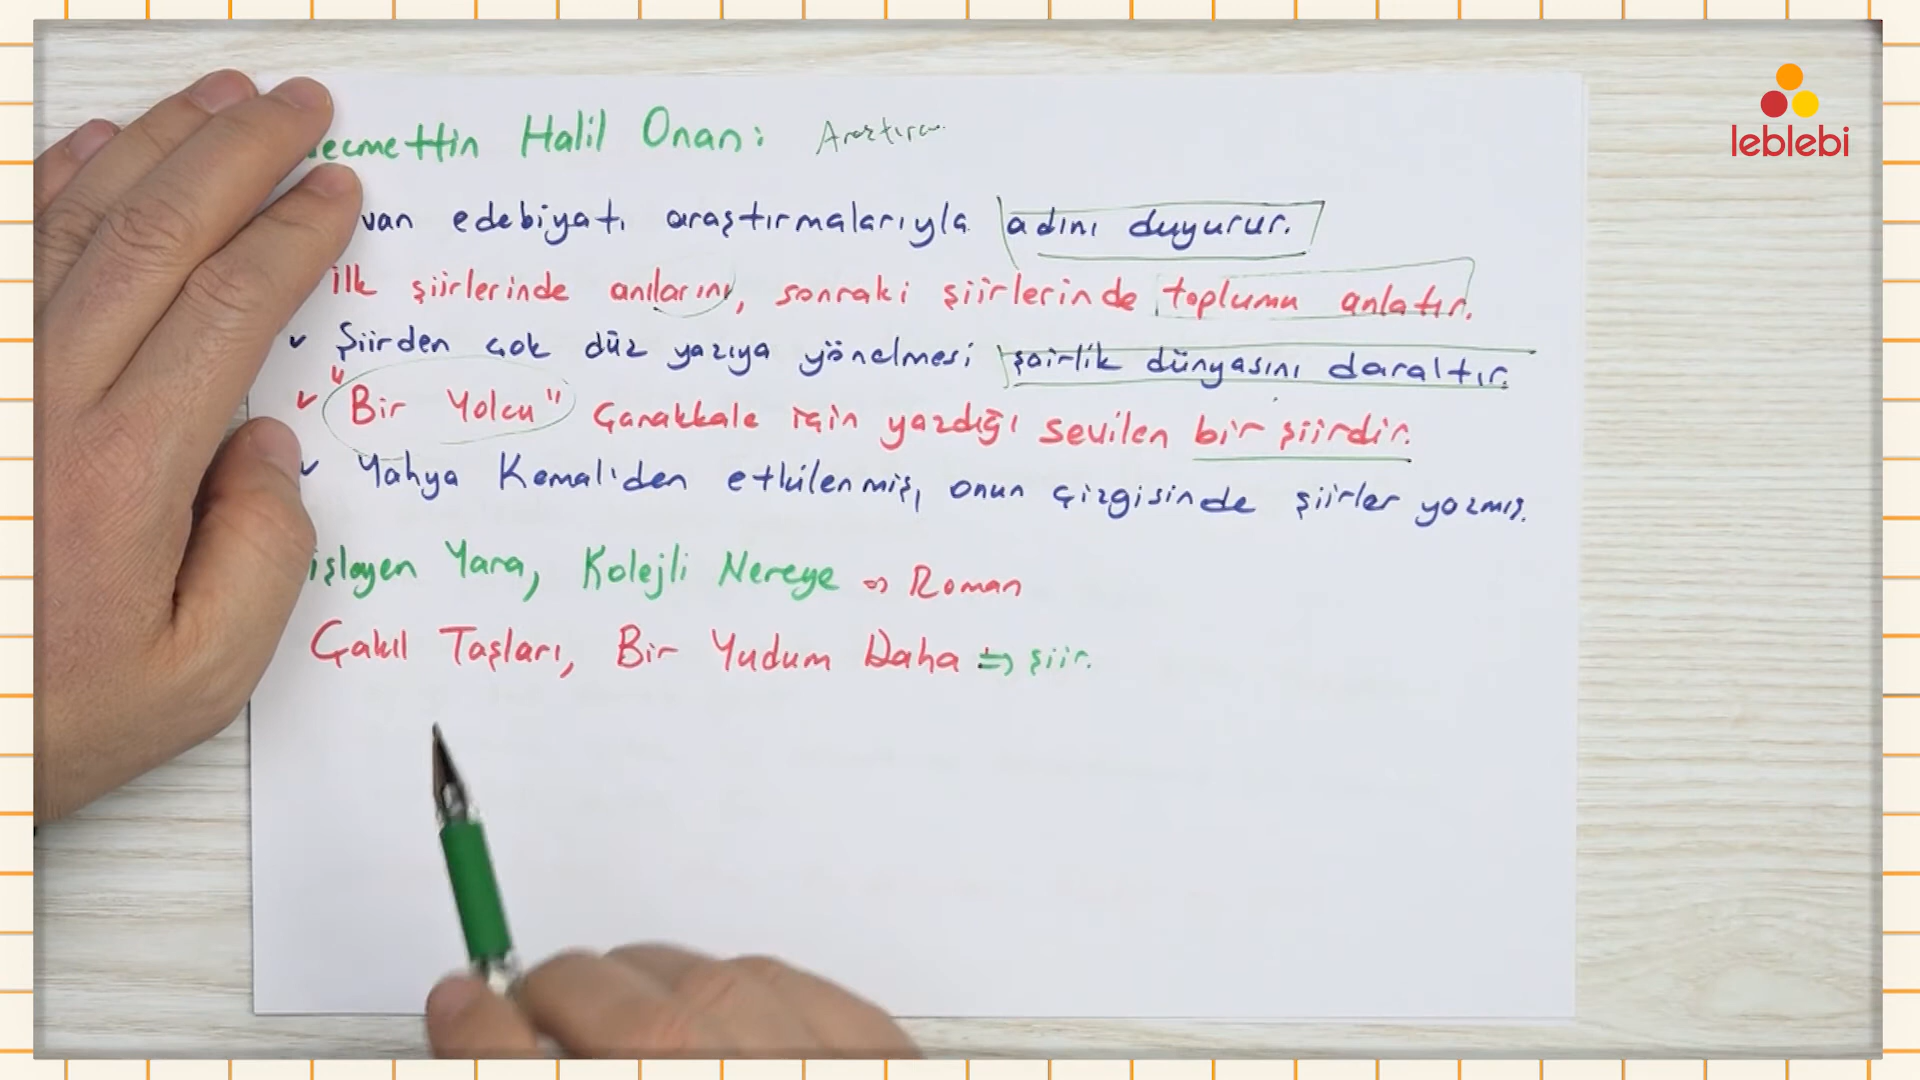 ecmettin Halil Onan: Araştırma
van edebiyatı araştırmalarıyla adını duyurur.
İlk şiirlerinde anılarını, sonraki şiirlerinde toplumu anlatır.
✓ Şiirden çok düz yazıya yönelmesi şairlik dünyasını daraltır.
✓ "Bir Yolcu" Çanakkale için yazdığı sevilen bir şiirdir.
✓ Yahya Kemal'den etkilenmiş, onun çizgisinde şiirler yazmış.
işleyen Yara, Kolejli Nereye ⇒ Roman
Çakıl Taşları, Bir Yudum Daha ⇒ şiir.
leblebi